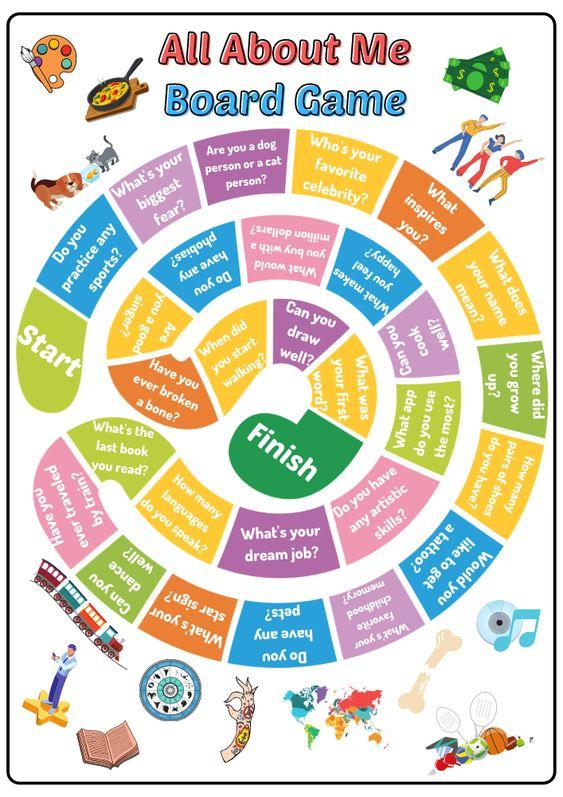 All About Me
Board Game
Start
Do you
practice any
sports?
What's your
biggest
fear?
Are you a dog
person or a cat
person?
Who's your
favorite
celebrity?
What
inspires
you?
What does
your name
mean?
Where did
you grow
up?
How many
pairs of shoes
do you have?
Would you
like to get
a tattoo?
What's your
favorite
childhood
memory?
Do you
have any
pets?
What's your
star sign?
Can you
dance
well?
Have you
ever traveled
by train?
What's the
last book
you read?
How many
languages
do you speak?
What's your
dream job?
Do you have
any artistic
skills?
What app
do you use
the most?
Can you
cook
well?
What makes
you feel
happy?
What would
you buy with a
million dollars?
Do you
have any
phobias?
Are
you a good
singer?
Have you
ever broken
a bone?
When did
you start
walking?
Can you
draw
well?
What was
your first
word?
Finish